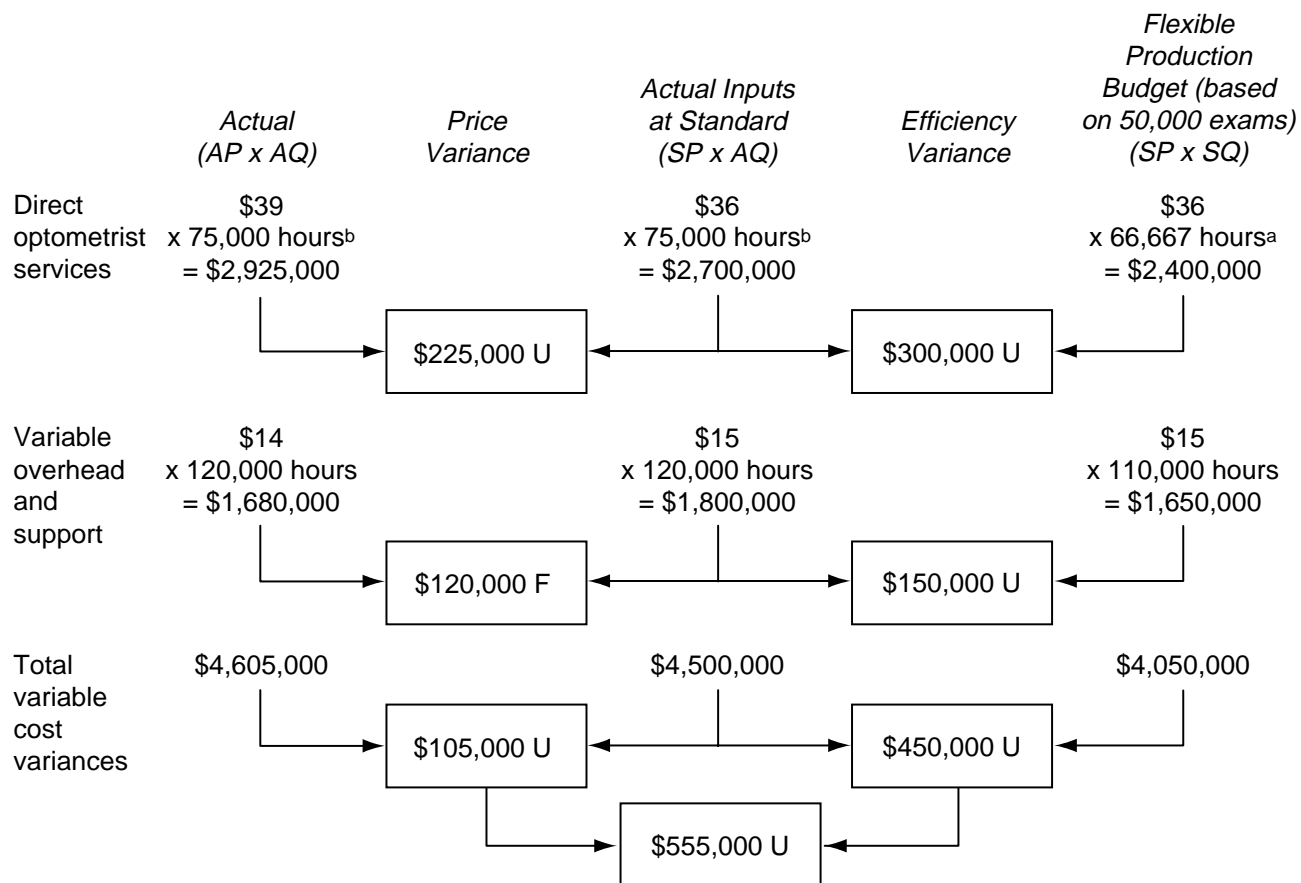 Flexible
Production
Budget (based
on 50,000 exams)
(SP x SQ)
Actual
(AP x AQ)
Price
Variance
Actual Inputs
at Standard
(SP x AQ)
Efficiency
Variance
Direct
optometrist
services
$39
x 75,000 hoursb
= $2,925,000
$36
x 75,000 hoursb
= $2,700,000
$36
x 66,667 hoursa
= $2,400,000
$225,000 U
$300,000 U
Variable
overhead
and
support
$14
x 120,000 hours
= $1,680,000
$15
x 120,000 hours
= $1,800,000
$15
x 110,000 hours
= $1,650,000
$120,000 F
$150,000 U
Total
variable
cost
variances
$4,605,000
$4,500,000
$4,050,000
$105,000 U
$450,000 U
$555,000 U